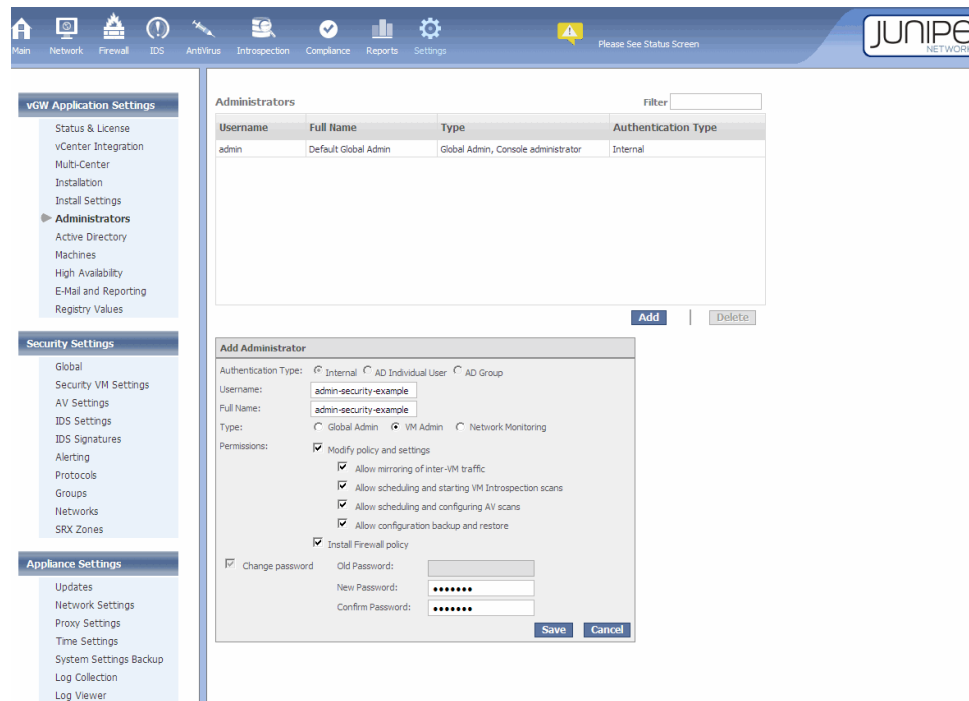 Main Network Firewall IDS AntiVirus Introspection Compliance Reports Settings
Please See Status Screen
JUNIPE
NETWORK
vGW Application Settings
Status & License
vCenter Integration
Multi-Center
Installation
Install Settings
Administrators
Active Directory
Machines
High Availability
E-Mail and Reporting
Registry Values
Security Settings
Global
Security VM Settings
AV Settings
IDS Settings
IDS Signatures
Alerting
Protocols
Groups
Networks
SRX Zones
Appliance Settings
Updates
Network Settings
Proxy Settings
Time Settings
System Settings Backup
Log Collection
Log Viewer
Administrators Filter
Username Full Name Type Authentication Type
admin Default Global Admin Global Admin, Console administrator Internal
Add | Delete
Add Administrator
Authentication Type: Internal AD Individual User AD Group
Username: admin-security-example
Full Name: admin-security-example
Type: Global Admin VM Admin Network Monitoring
Permissions: Modify policy and settings
Allow mirroring of inter-VM traffic
Allow scheduling and starting VM Introspection scans
Allow scheduling and configuring AV scans
Allow configuration backup and restore
Install Firewall policy
Change password Old Password:
New Password: •••••••
Confirm Password: •••••••
Save Cancel